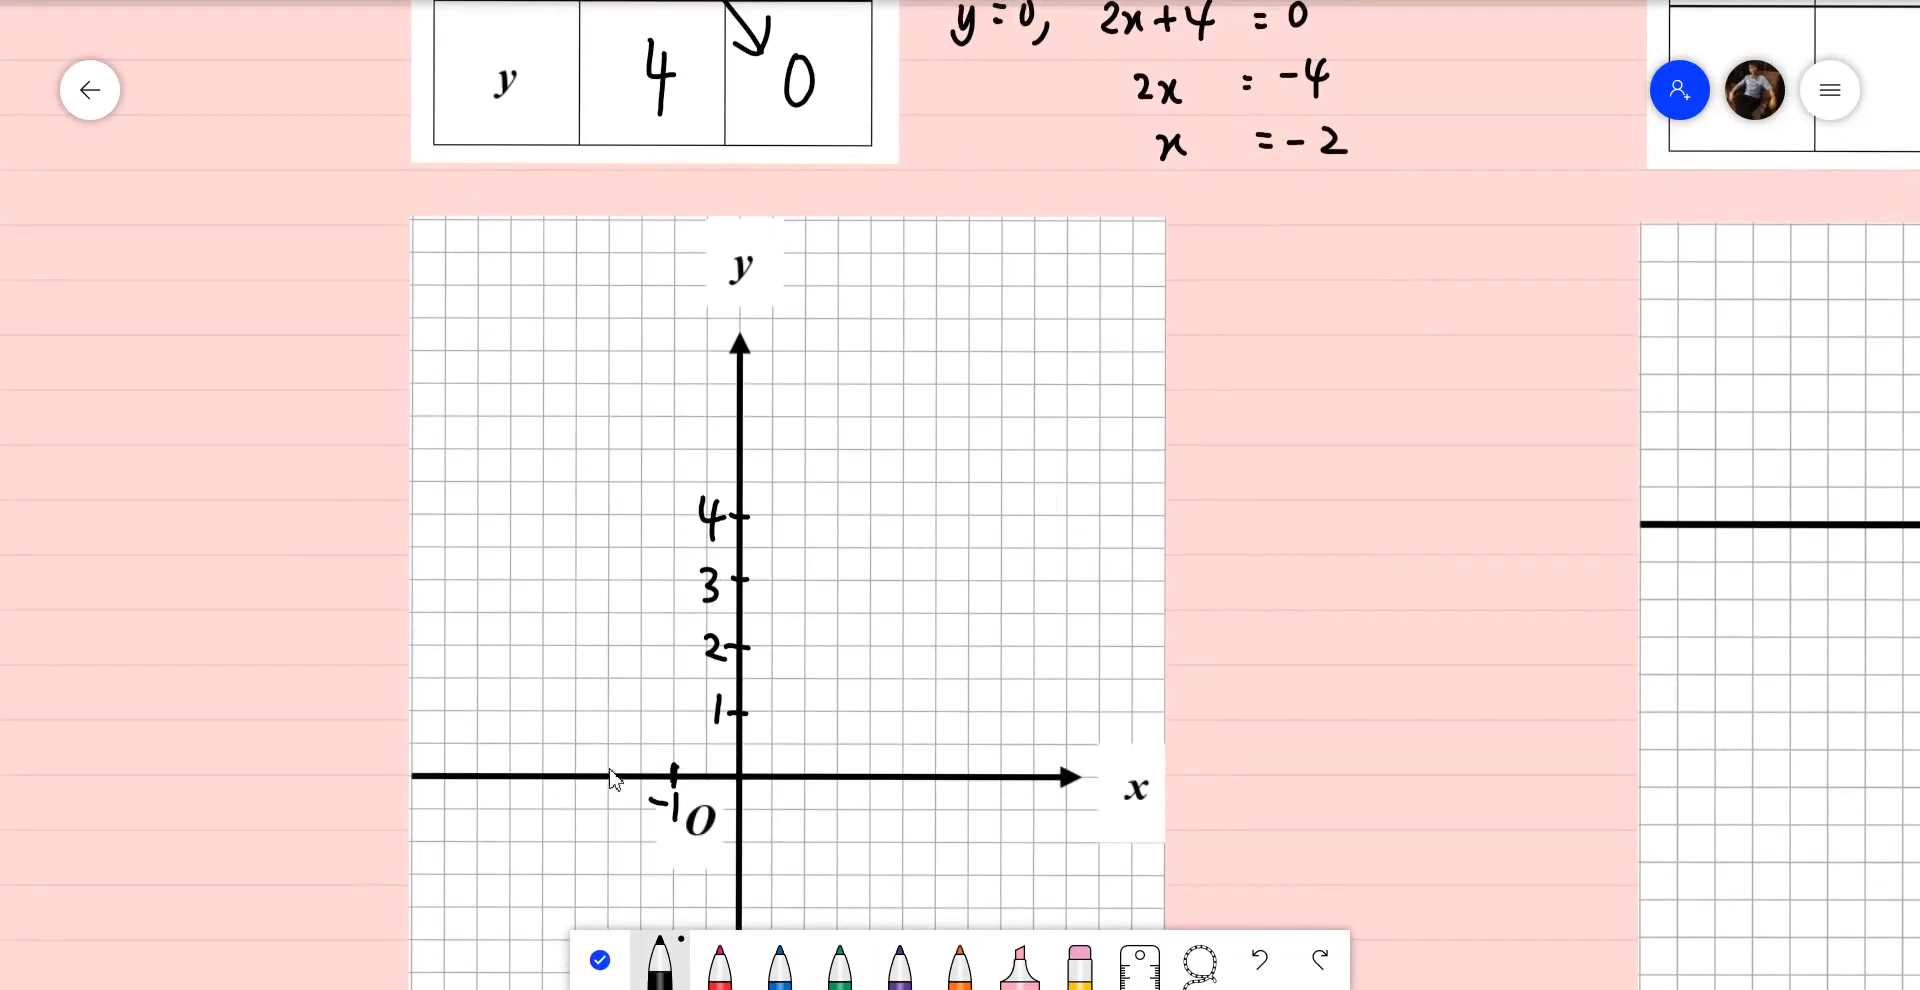 y 4 0
y = 0, 2x + 4 = 0
2x = -4
x = -2
y
4
3
2
1
-1 O
x